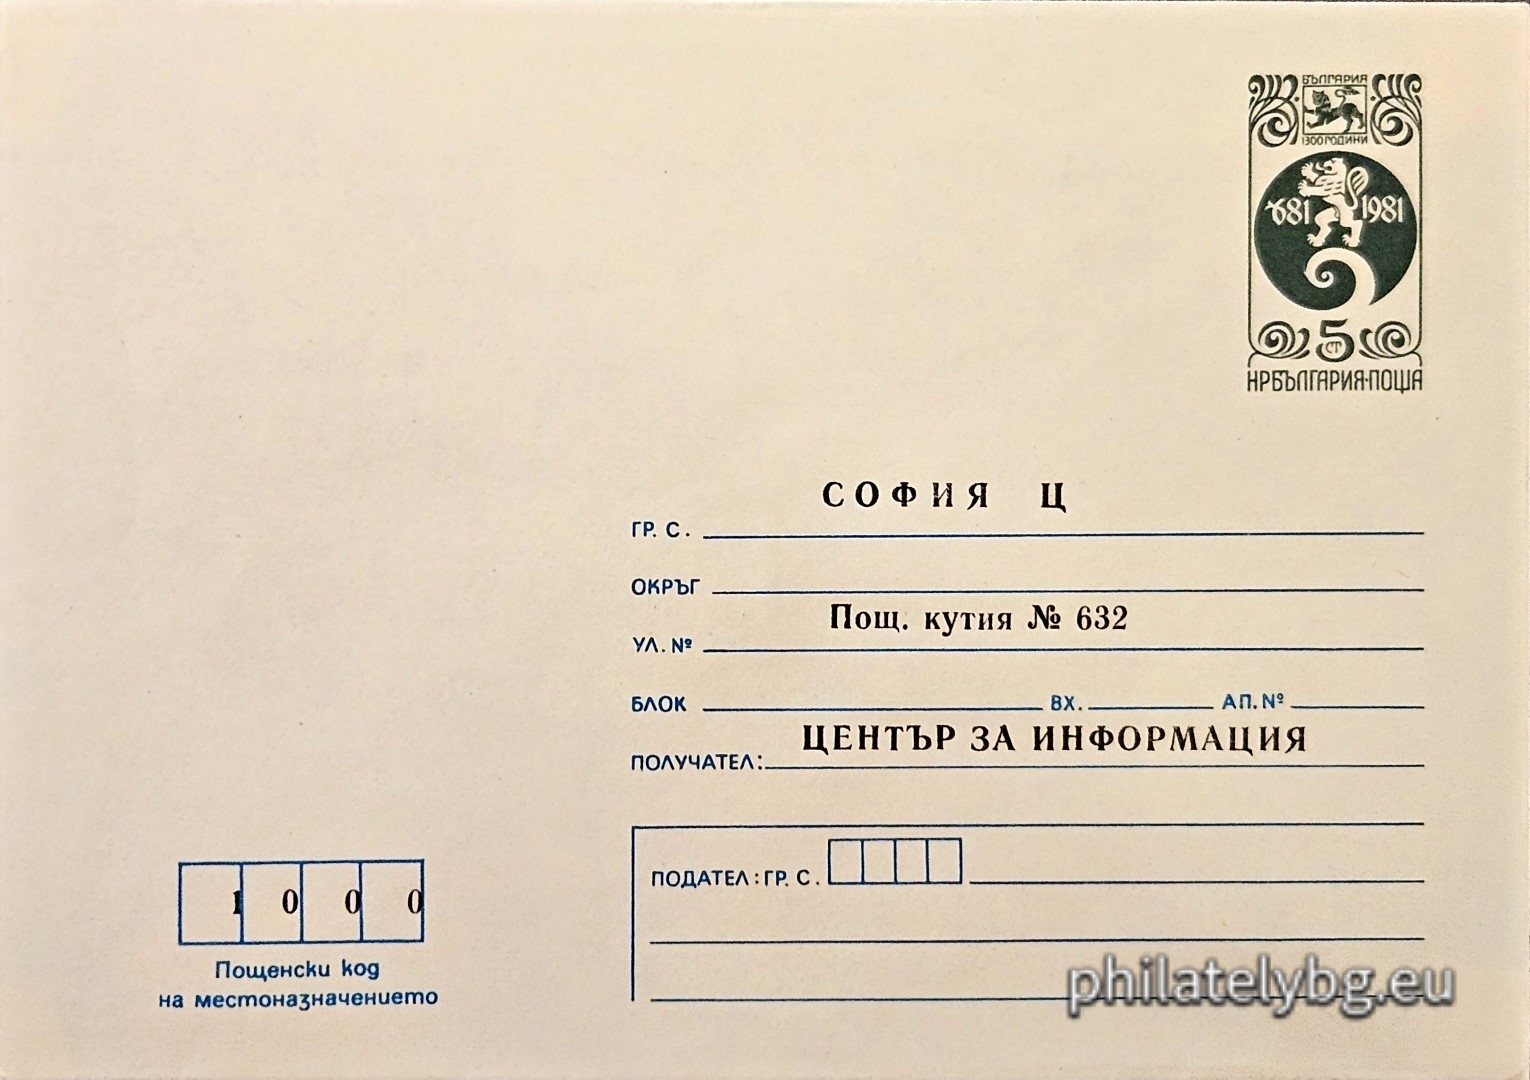 БЪЛГАРИЯ
1300 ГОДИНИ
681 1981
5
СТ
НРБЪЛГАРИЯ·ПОЩА
СОФИЯ Ц
ГР. С.
ОКРЪГ
Пощ. кутия № 632
УЛ. №
БЛОК ВХ. АП. №
ЦЕНТЪР ЗА ИНФОРМАЦИЯ
ПОЛУЧАТЕЛ:
ПОДАТЕЛ: ГР. С.
1 0 0 0
Пощенски код
на местоназначението
philatelybg.eu